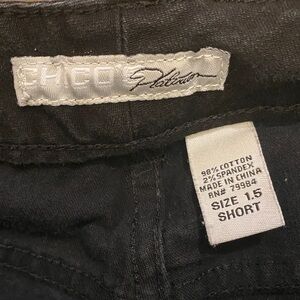 CHICO'S Platinum
98% COTTON
2% SPANDEX
MADE IN CHINA
RN# 79984
SIZE 1.5
SHORT